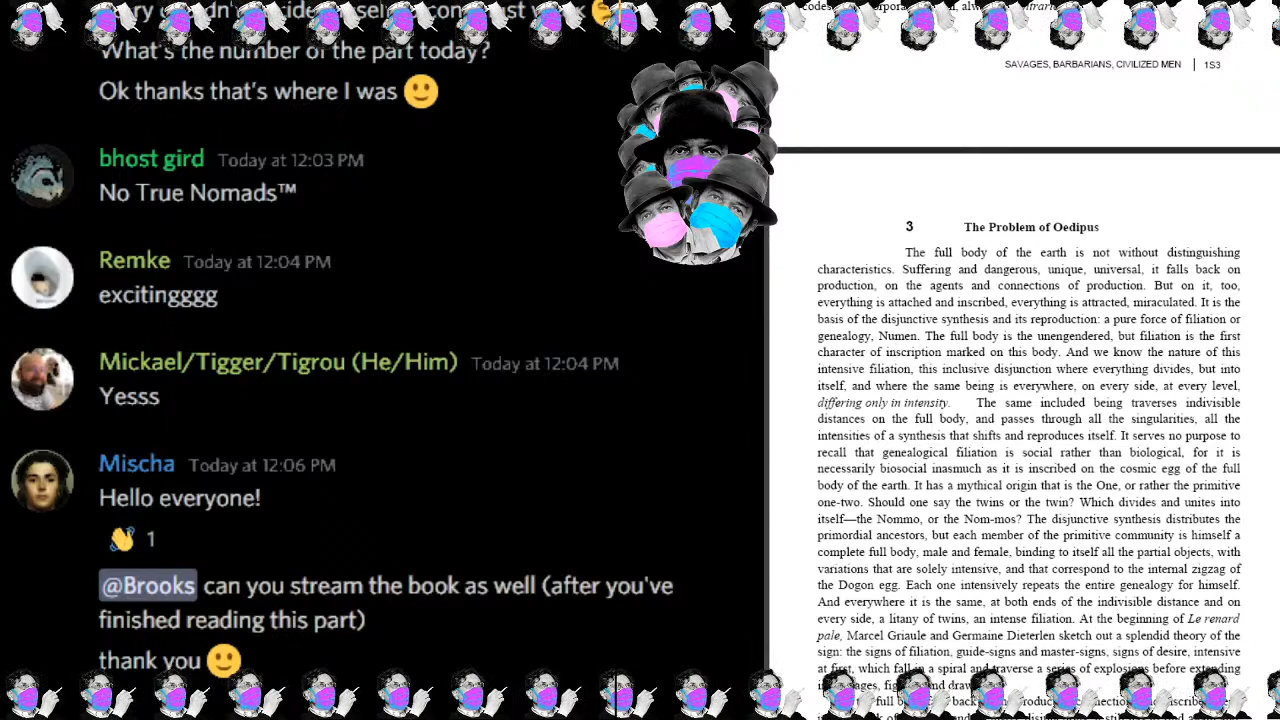 What's the number of the part today?
Ok thanks that's where I was
bhost gird Today at 12:03 PM
No True Nomads™
Remke Today at 12:04 PM
excitingggg
Mickael/Tigger/Tigrou (He/Him) Today at 12:04 PM
Yesss
Mischa Today at 12:06 PM
Hello everyone!
1
@Brooks can you stream the book as well (after you've
finished reading this part)
thank you
SAVAGES, BARBARIANS, CIVILIZED MEN 1S3
3 The Problem of Oedipus
The full body of the earth is not without distinguishing
characteristics. Suffering and dangerous, unique, universal, it falls back on
production, on the agents and connections of production. But on it, too,
everything is attached and inscribed, everything is attracted, miraculated. It is the
basis of the disjunctive synthesis and its reproduction: a pure force of filiation or
genealogy, Numen. The full body is the unengendered, but filiation is the first
character of inscription marked on this body. And we know the nature of this
intensive filiation, this inclusive disjunction where everything divides, but into
itself, and where the same being is everywhere, on every side, at every level,
differing only in intensity. The same included being traverses indivisible
distances on the full body, and passes through all the singularities, all the
intensities of a synthesis that shifts and reproduces itself. It serves no purpose to
recall that genealogical filiation is social rather than biological, for it is
necessarily biosocial inasmuch as it is inscribed on the cosmic egg of the full
body of the earth. It has a mythical origin that is the One, or rather the primitive
one-two. Should one say the twins or the twin? Which divides and unites into
itself—the Nommo, or the Nom-mos? The disjunctive synthesis distributes the
primordial ancestors, but each member of the primitive community is himself a
complete full body, male and female, binding to itself all the partial objects, with
variations that are solely intensive, and that correspond to the internal zigzag of
the Dogon egg. Each one intensively repeats the entire genealogy for himself.
And everywhere it is the same, at both ends of the indivisible distance and on
every side, a litany of twins, an intense filiation. At the beginning of Le renard
pale, Marcel Griaule and Germaine Dieterlen sketch out a splendid theory of the
sign: the signs of filiation, guide-signs and master-signs, signs of desire, intensive
at first, which fall in a spiral and traverse a series of explosions before extending